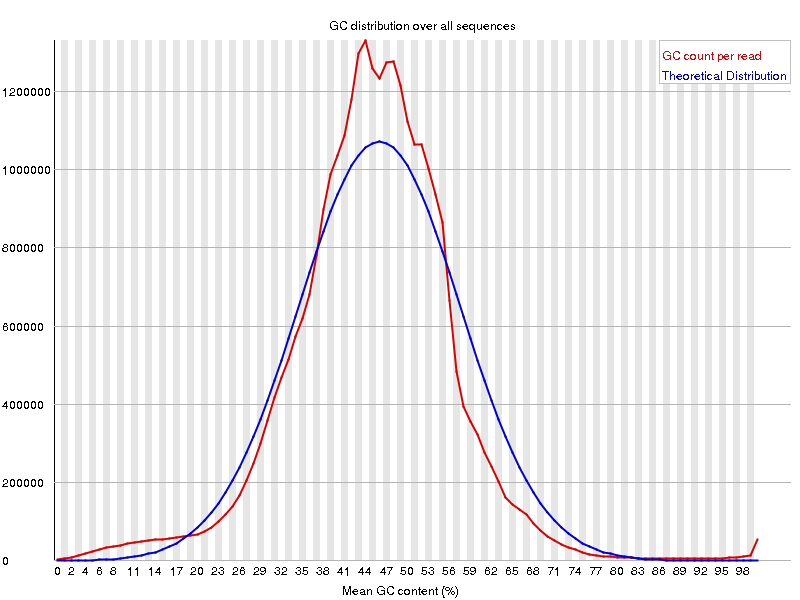 GC distribution over all sequences
GC count per read
Theoretical Distribution
1200000
1000000
800000
600000
400000
200000
0
0 2 4 6 8 11 14 17 20 23 26 29 32 35 38 41 44 47 50 53 56 59 62 65 68 71 74 77 80 83 86 89 92 95 98
Mean GC content (%)